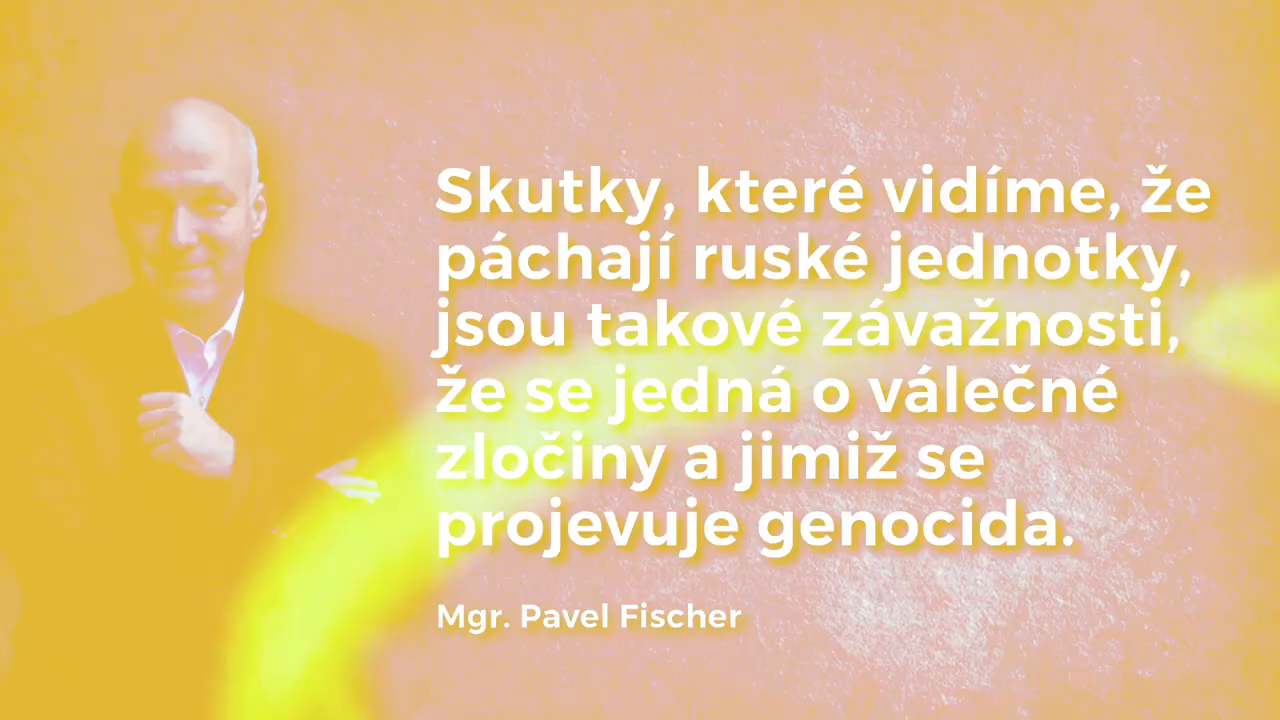 Skutky, které vidíme, že
páchají ruské jednotky,
jsou takové závažnosti,
že se jedná o válečné
zločiny a jimiž se
projevuje genocida.
Mgr. Pavel Fischer